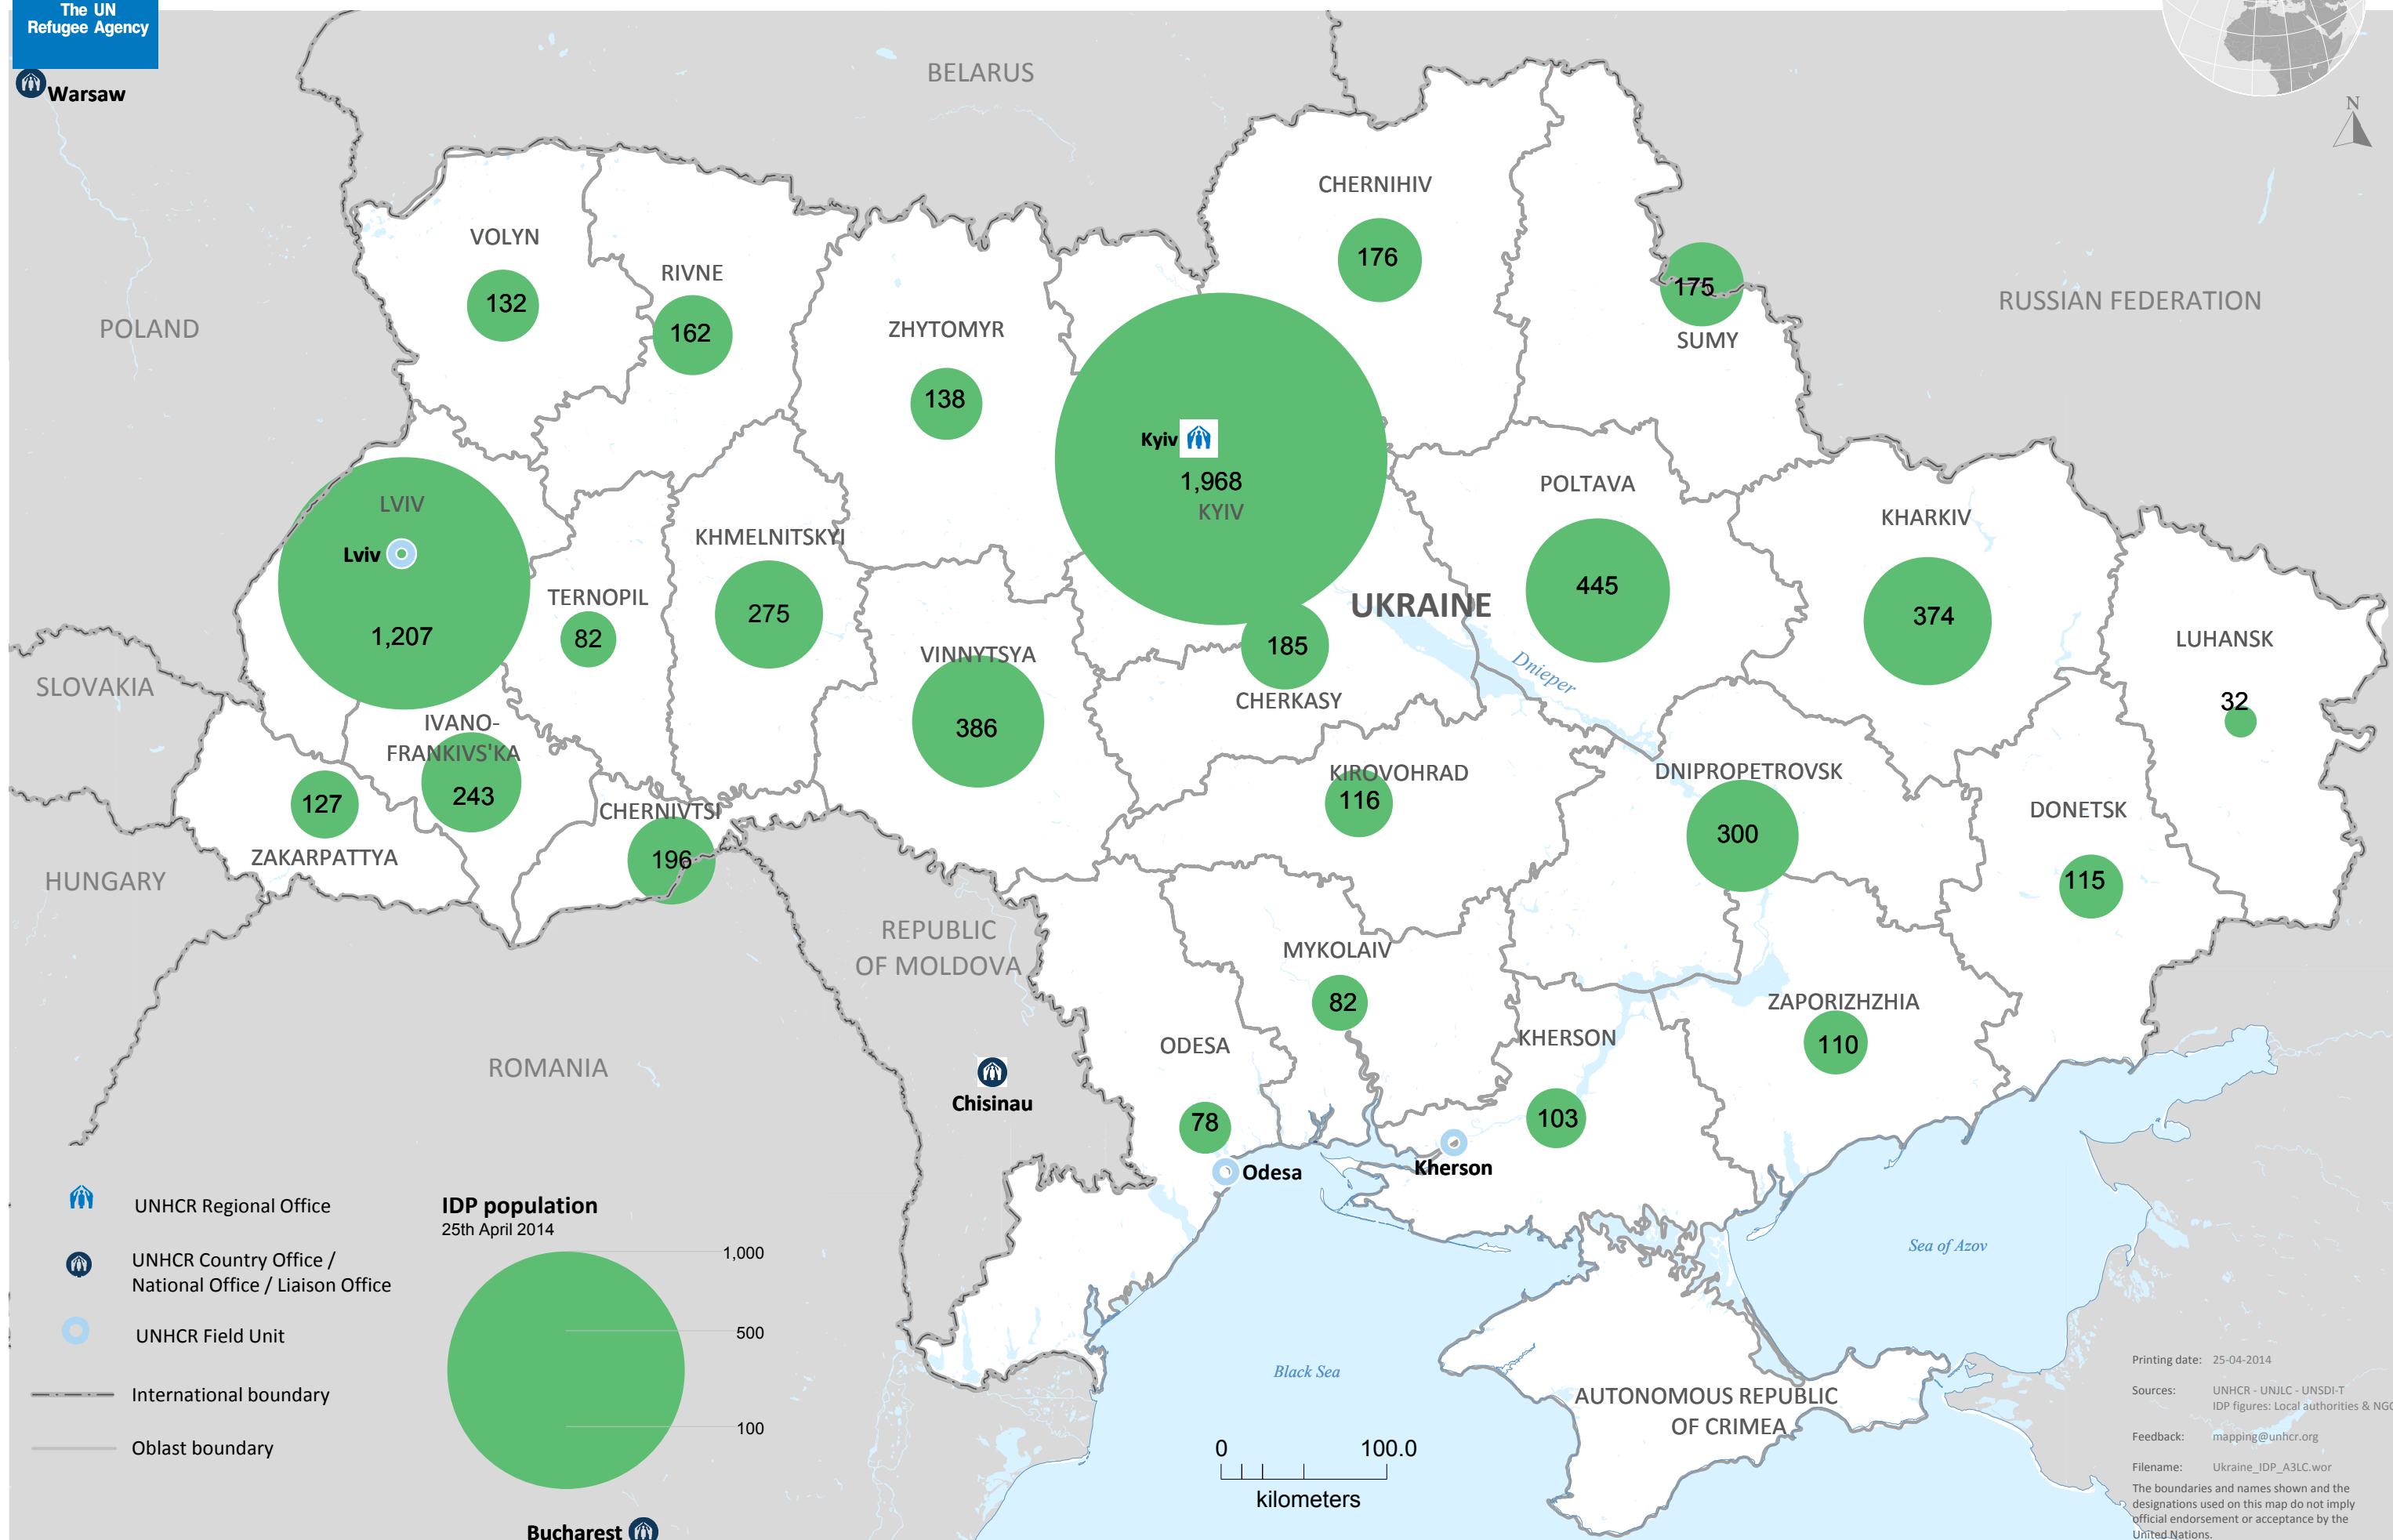 The UN
Refugee Agency
Warsaw
BELARUS
N
CHERNIHIV
176
VOLYN
132
RIVNE
162
175
SUMY
RUSSIAN FEDERATION
POLAND
ZHYTOMYR
138
Kyiv
1,968
KYIV
LVIV
Lviv
1,207
POLTAVA
445
KHARKIV
374
KHMELNITSKYI
275
TERNOPIL
82
UKRAINE
VINNYTSYA
386
185
CHERKASY
Dnieper
LUHANSK
32
SLOVAKIA
IVANO-
FRANKIVS'KA
243
127
ZAKARPATTYA
CHERNIVTSI
196
KIROVOHRAD
116
DNIPROPETROVSK
300
DONETSK
115
HUNGARY
REPUBLIC
OF MOLDOVA
MYKOLAIV
82
ZAPORIZHZHIA
110
KHERSON
103
ODESA
78
ROMANIA
Chisinau
Odesa
Kherson
Sea of Azov
Black Sea
AUTONOMOUS REPUBLIC
OF CRIMEA
UNHCR Regional Office
UNHCR Country Office /
National Office / Liaison Office
UNHCR Field Unit
International boundary
Oblast boundary
IDP population
25th April 2014
1,000
500
100
Bucharest
0 100.0
kilometers
Printing date: 25-04-2014
Sources: UNHCR - UNJLC - UNSDI-T
IDP figures: Local authorities & NGO
Feedback: mapping@unhcr.org
Filename: Ukraine_IDP_A3LC.wor
The boundaries and names shown and the
designations used on this map do not imply
official endorsement or acceptance by the
United Nations.